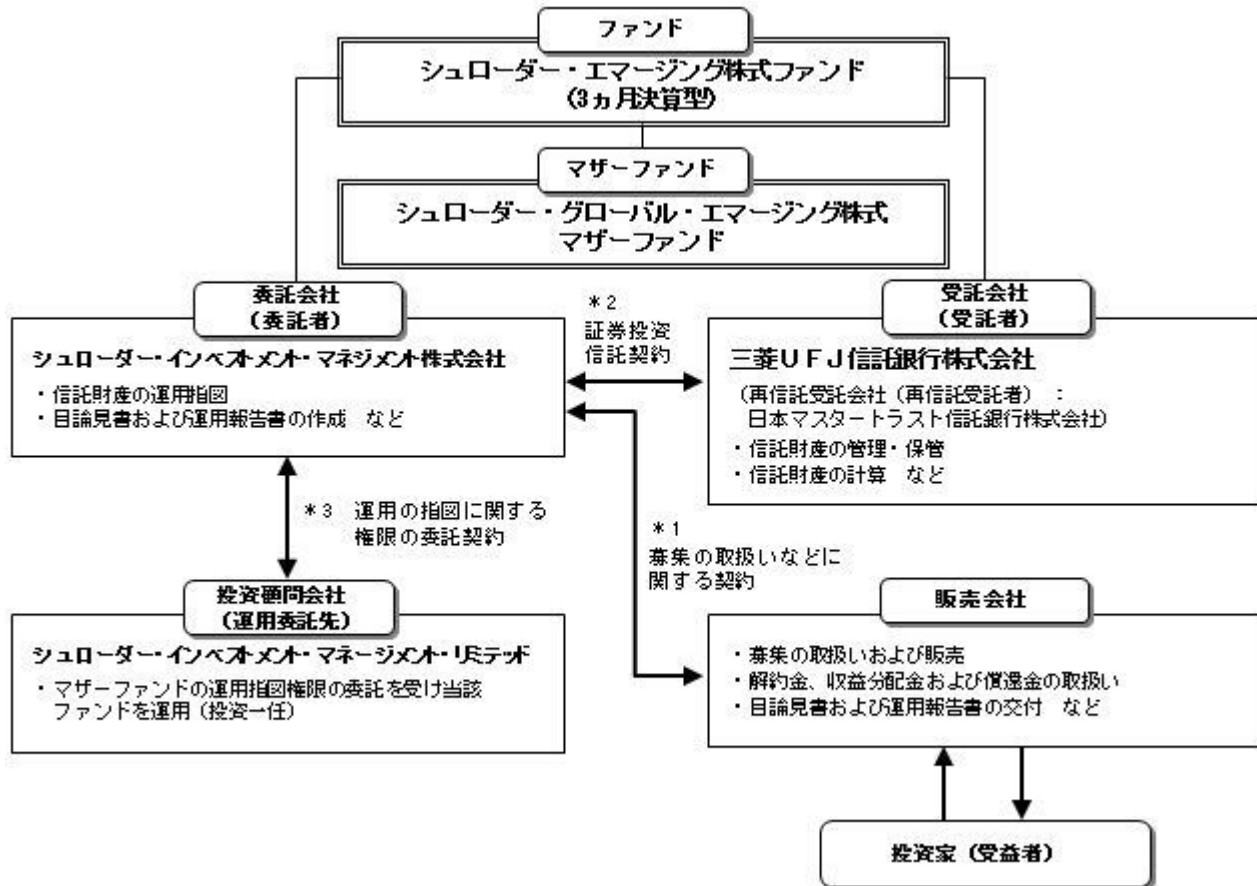 ファンド
シュローダー・エマージング株式ファンド
(3ヵ月決算型)
マザーファンド
シュローダー・グローバル・エマージング株式
マザーファンド
委託会社
(委託者)
シュローダー・インベストメント・マネジメント株式会社
・信託財産の運用指図
・目論見書および運用報告書の作成 など
＊2
証券投資
信託契約
受託会社
(受託者)
三菱UFJ信託銀行株式会社
(再信託受託会社（再信託受託者）：
日本マスタートラスト信託銀行株式会社)
・信託財産の管理・保管
・信託財産の計算 など
＊3 運用の指図に関する
権限の委託契約
＊1
募集の取扱いなどに
関する契約
投資顧問会社
(運用委託先)
シュローダー・インベストメント・マネージメント・リミテッド
・マザーファンドの運用指図権限の委託を受け当該
ファンドを運用（投資一任）
販売会社
・募集の取扱いおよび販売
・解約金、収益分配金および償還金の取扱い
・目論見書および運用報告書の交付 など
投資家（受益者）